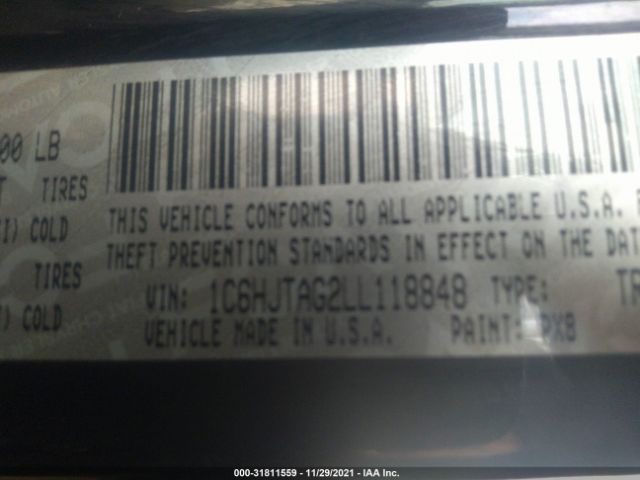 00 LB
TIRES
THIS VEHICLE CONFORMS TO ALL APPLICABLE U.S.A.
I) COLD
THEFT PREVENTION STANDARDS IN EFFECT ON THE DAT
TIRES
VIN: 1C6HJTAG2LL118848 TYPE: TR
) COLD
VEHICLE MADE IN U.S.A. PAINT: PX8
000-31811559 - 11/29/2021 - IAA Inc.